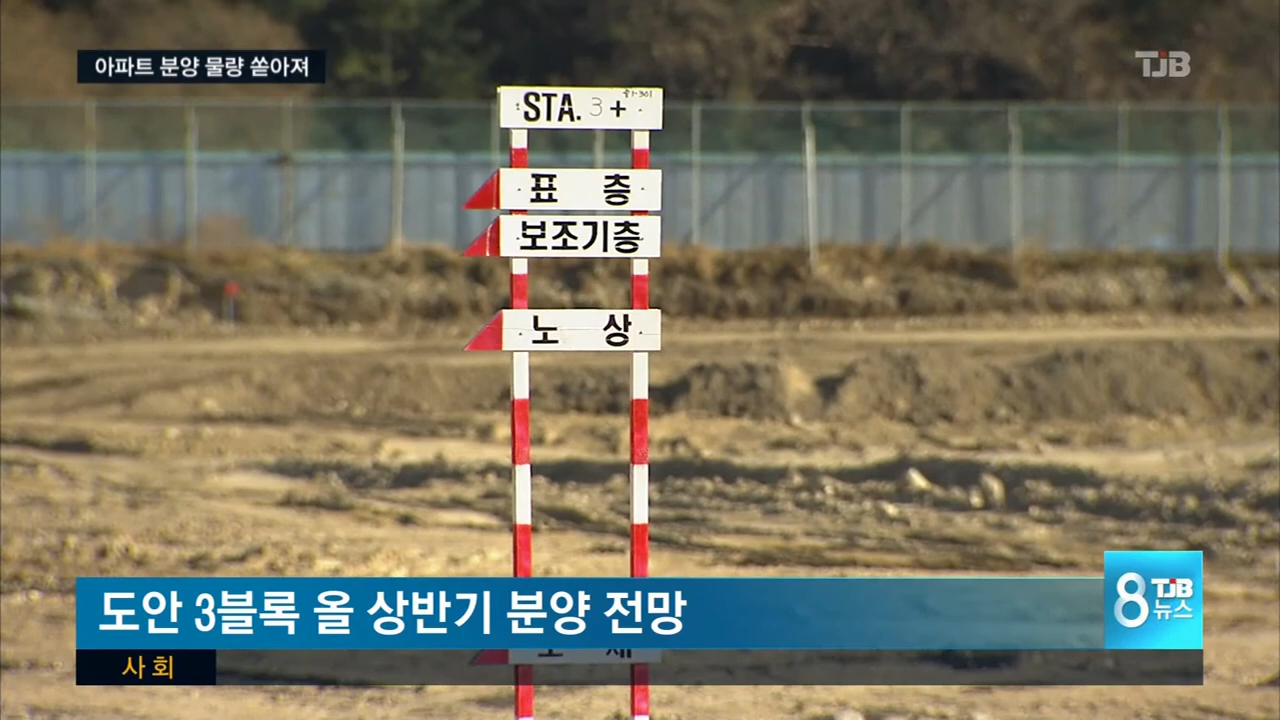 아파트 분양 물량 쏟아져
TJB
STA. 3 +
표 층
보조기층
노 상
도안 3블록 올 상반기 분양 전망
8 TJB 뉴스
사회